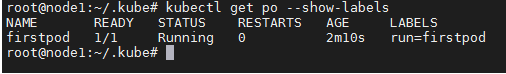 root@node1:~/.kube# kubectl get po --show-labels
NAME       READY   STATUS    RESTARTS   AGE     LABELS
firstpod   1/1     Running   0          2m10s   run=firstpod
root@node1:~/.kube#